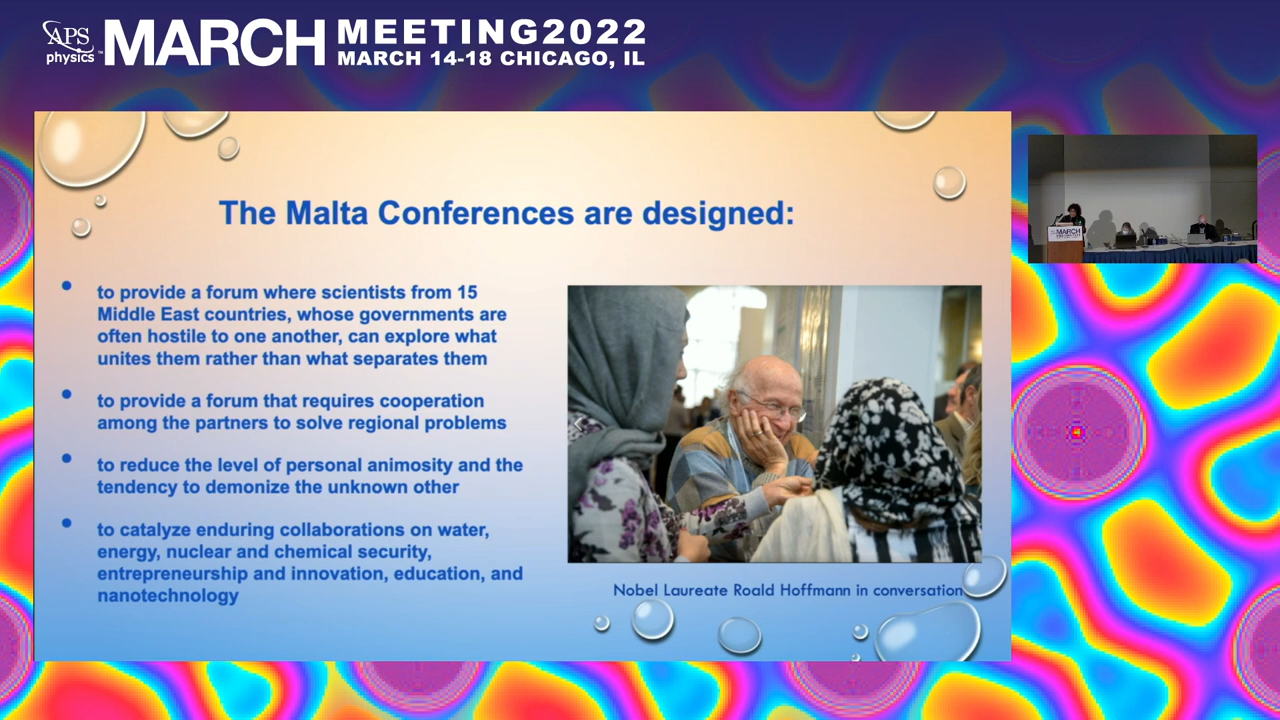 APS physics MARCH MEETING2022
MARCH 14-18 CHICAGO, IL
The Malta Conferences are designed:
• to provide a forum where scientists from 15
Middle East countries, whose governments are
often hostile to one another, can explore what
unites them rather than what separates them
• to provide a forum that requires cooperation
among the partners to solve regional problems
• to reduce the level of personal animosity and the
tendency to demonize the unknown other
• to catalyze enduring collaborations on water,
energy, nuclear and chemical security,
entrepreneurship and innovation, education, and
nanotechnology
Nobel Laureate Roald Hoffmann in conversation
MARCH